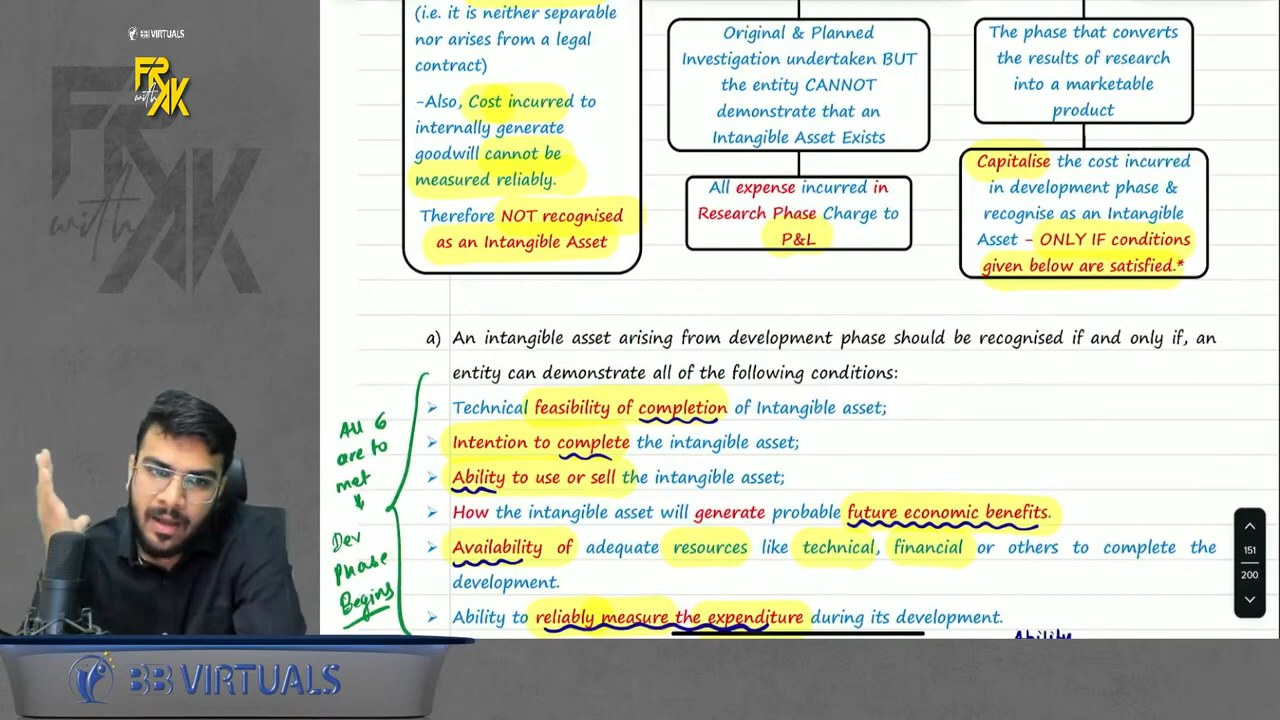 BB VIRTUALS
FR
with AK
FR
with AK
(i.e. it is neither separable
nor arises from a legal
contract)
-Also, Cost incurred to
internally generate
goodwill cannot be
measured reliably.
Therefore NOT recognised
as an Intangible Asset
Original & Planned
Investigation undertaken BUT
the entity CANNOT
demonstrate that an
Intangible Asset Exists
All expense incurred in
Research Phase Charge to
P&L
The phase that converts
the results of research
into a marketable
product
Capitalise the cost incurred
in development phase &
recognise as an Intangible
Asset - ONLY IF conditions
given below are satisfied.*
a) An intangible asset arising from development phase should be recognised if and only if, an
entity can demonstrate all of the following conditions:
➢ Technical feasibility of completion of Intangible asset;
➢ Intention to complete the intangible asset;
➢ Ability to use or sell the intangible asset;
➢ How the intangible asset will generate probable future economic benefits.
➢ Availability of adequate resources like technical, financial or others to complete the
development.
➢ Ability to reliably measure the expenditure during its development.
All 6
are to
met
↓
Dev
Phase
Begins
Ability
151
200
BB VIRTUALS